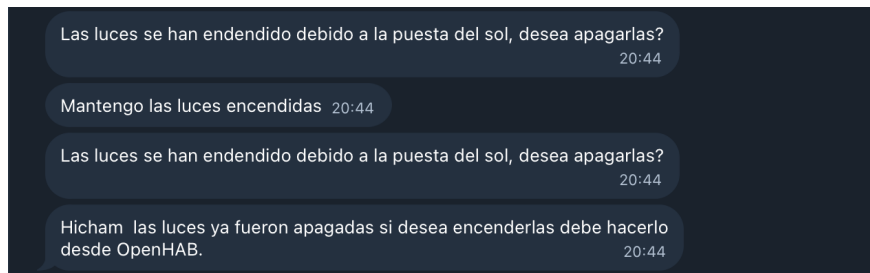 Las luces se han endendido debido a la puesta del sol, desea apagarlas?
20:44
Mantengo las luces encendidas 20:44
Las luces se han endendido debido a la puesta del sol, desea apagarlas?
20:44
Hicham las luces ya fueron apagadas si desea encenderlas debe hacerlo
desde OpenHAB. 20:44